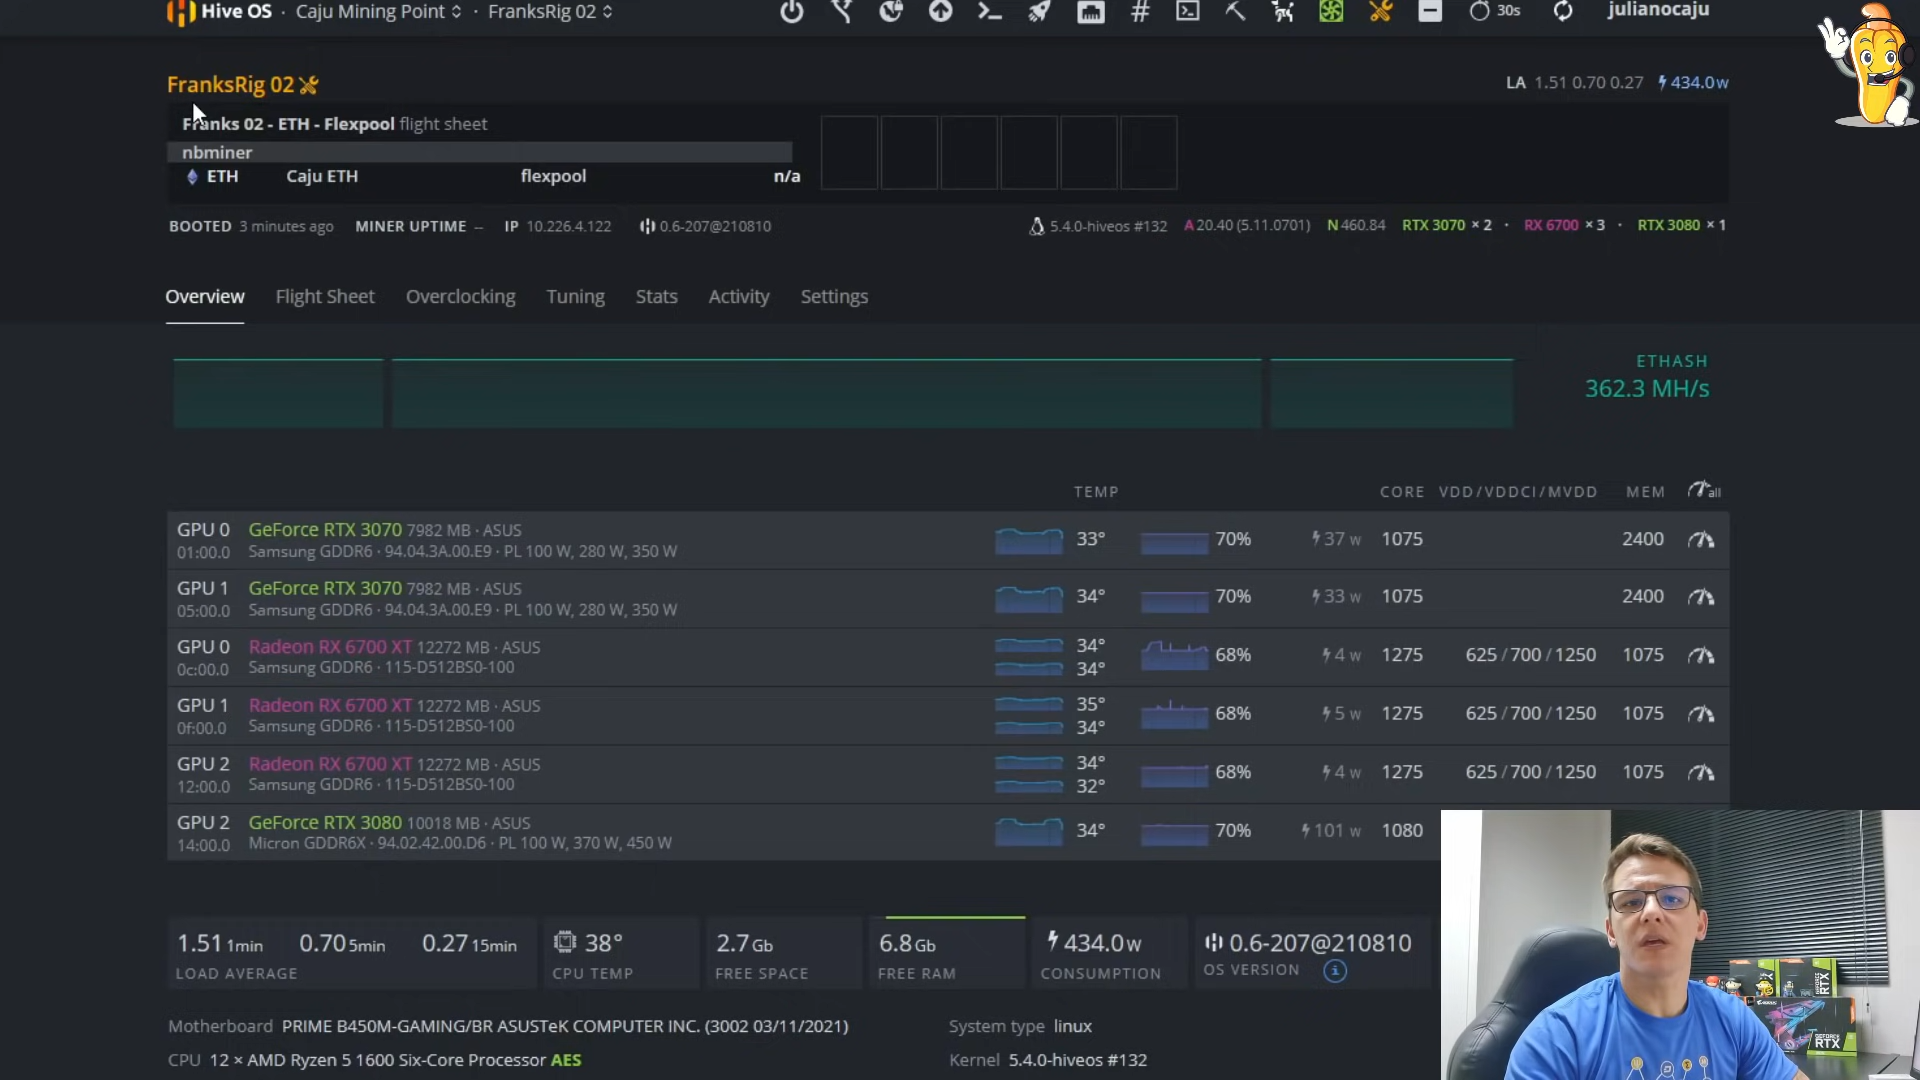 Hive OS · Caju Mining Point · FranksRig 02
30s julianocaju
FranksRig 02
LA 1.51 0.70 0.27 434.0w
Franks 02 - ETH - Flexpool flight sheet
nbminer
ETH Caju ETH flexpool n/a
BOOTED 3 minutes ago MINER UPTIME -- IP 10.226.4.122 0.6-207@210810
5.4.0-hiveos #132 A 20.40 (5.11.0701) N 460.84 RTX 3070 × 2 · RX 6700 × 3 · RTX 3080 × 1
Overview Flight Sheet Overclocking Tuning Stats Activity Settings
ETHASH
362.3 MH/s
TEMP CORE VDD/VDDCI/MVDD MEM all
GPU 0 GeForce RTX 3070 7982 MB · ASUS 33° 70% 37 w 1075 2400
01:00.0 Samsung GDDR6 · 94.04.3A.00.E9 · PL 100 W, 280 W, 350 W
GPU 1 GeForce RTX 3070 7982 MB · ASUS 34° 70% 33 w 1075 2400
05:00.0 Samsung GDDR6 · 94.04.3A.00.E9 · PL 100 W, 280 W, 350 W
GPU 0 Radeon RX 6700 XT 12272 MB · ASUS 34° 68% 4 w 1275 625/700/1250 1075
0c:00.0 Samsung GDDR6 · 115-D512BS0-100 34°
GPU 1 Radeon RX 6700 XT 12272 MB · ASUS 35° 68% 5 w 1275 625/700/1250 1075
0f:00.0 Samsung GDDR6 · 115-D512BS0-100 34°
GPU 2 Radeon RX 6700 XT 12272 MB · ASUS 34° 68% 4 w 1275 625/700/1250 1075
12:00.0 Samsung GDDR6 · 115-D512BS0-100 32°
GPU 2 GeForce RTX 3080 10018 MB · ASUS 34° 70% 101 w 1080
14:00.0 Micron GDDR6X · 94.02.42.00.D6 · PL 100 W, 370 W, 450 W
1.51 1min 0.70 5min 0.27 15min 38° 2.7 Gb 6.8 Gb 434.0 w 0.6-207@210810
LOAD AVERAGE CPU TEMP FREE SPACE FREE RAM CONSUMPTION OS VERSION
Motherboard PRIME B450M-GAMING/BR ASUSTeK COMPUTER INC. (3002 03/11/2021) System type linux
CPU 12 × AMD Ryzen 5 1600 Six-Core Processor AES Kernel 5.4.0-hiveos #132
RTX
GEFORCE
RTX